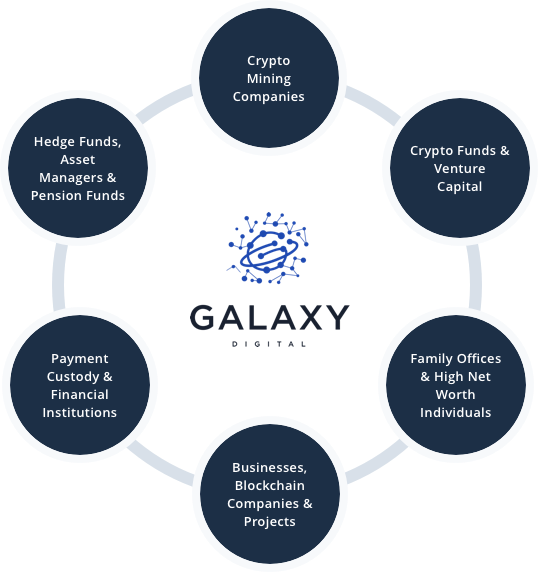 Crypto
Mining
Companies
Hedge Funds,
Asset
Managers &
Pension Funds
Crypto Funds &
Venture
Capital
GALAXY
DIGITAL
Payment
Custody &
Financial
Institutions
Family Offices
& High Net
Worth
Individuals
Businesses,
Blockchain
Companies &
Projects